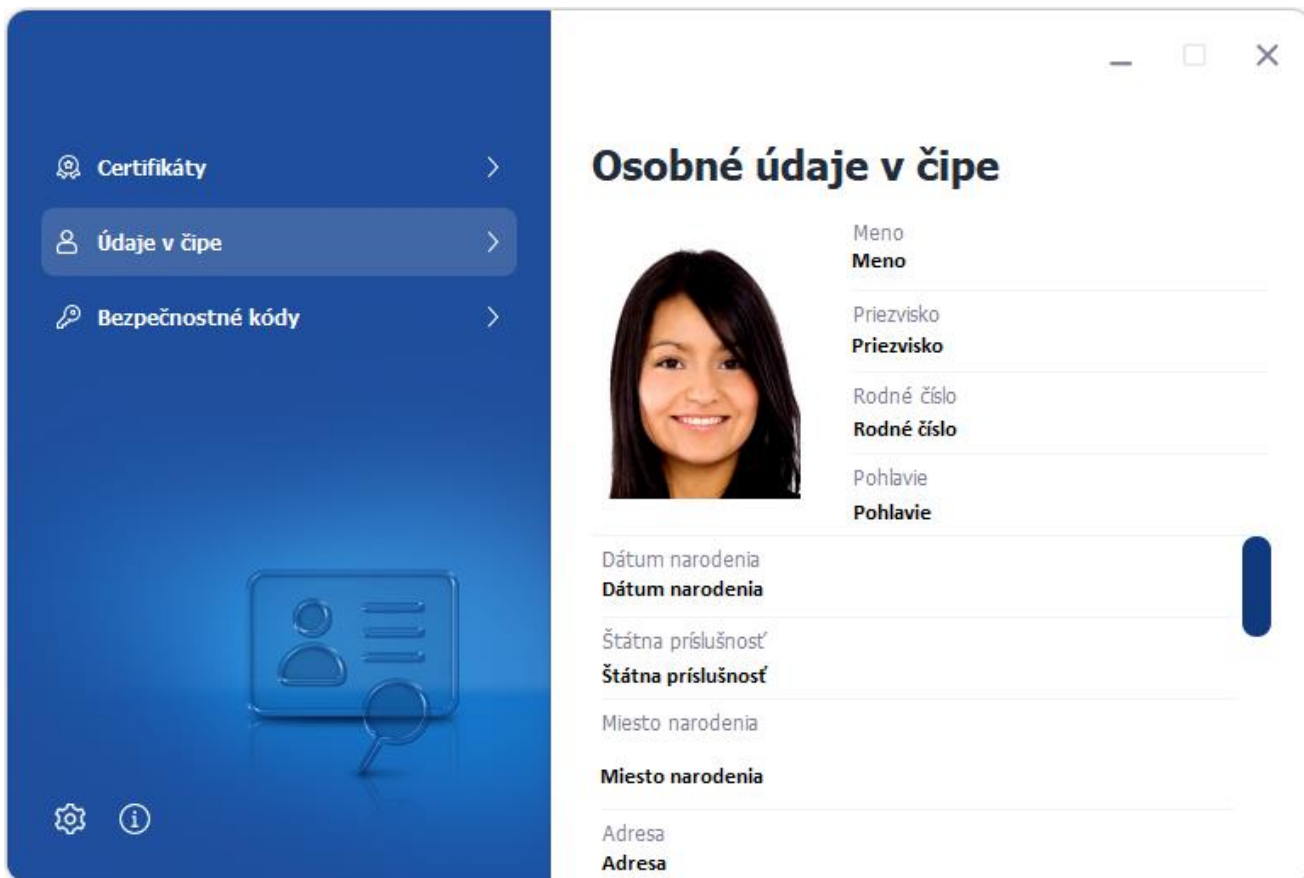 Certifikáty
Údaje v čipe
Bezpečnostné kódy
Osobné údaje v čipe
Meno
Meno
Priezvisko
Priezvisko
Rodné číslo
Rodné číslo
Pohlavie
Pohlavie
Dátum narodenia
Dátum narodenia
Štátna príslušnosť
Štátna príslušnosť
Miesto narodenia
Miesto narodenia
Adresa
Adresa